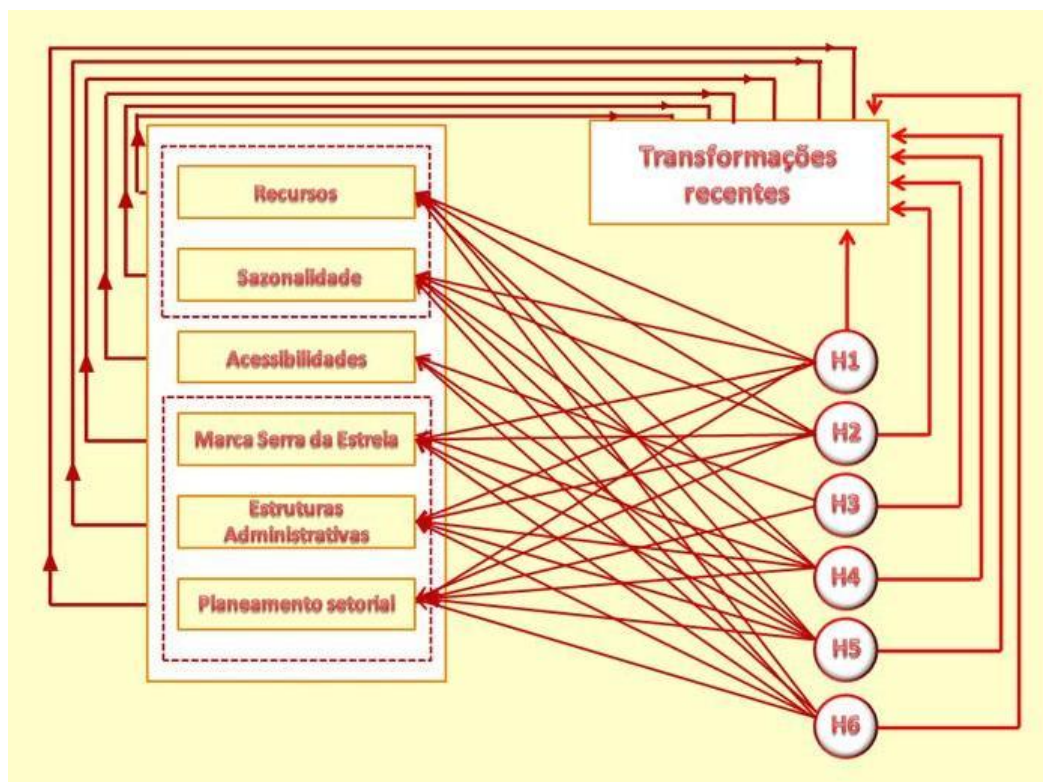 Transformações
recentes
Recursos
Sazonalidade
Acessibilidades
Marca Serra da Estrela
Estruturas
Administrativas
Planeamento setorial
H1
H2
H3
H4
H5
H6